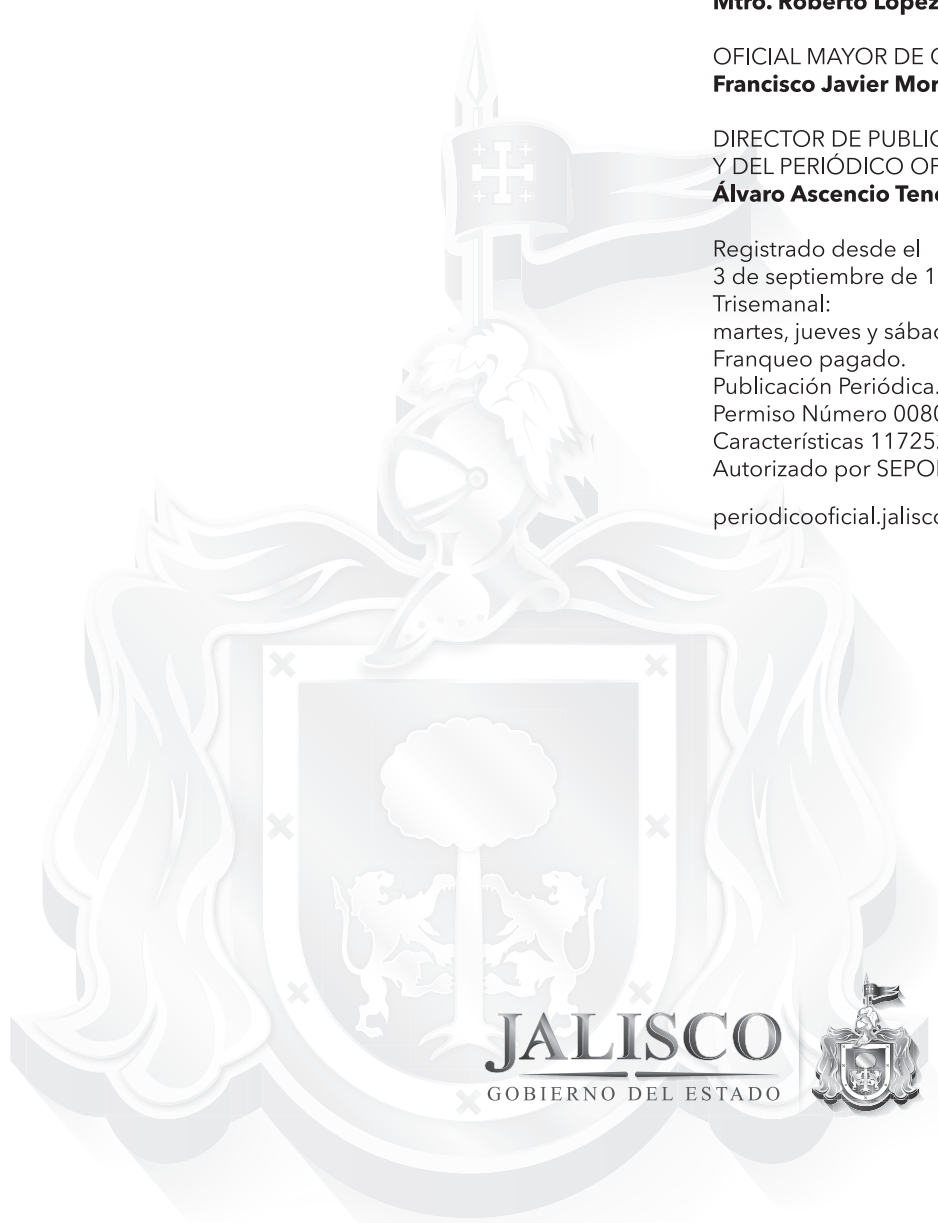 Mtro. Roberto López
OFICIAL MAYOR DE
Francisco Javier Mor
DIRECTOR DE PUBLIC
Y DEL PERIÓDICO OF
Álvaro Ascencio Ten
Registrado desde el
3 de septiembre de 1
Trisemanal:
martes, jueves y sába
Franqueo pagado.
Publicación Periódica.
Permiso Número 0080
Características 11725
Autorizado por SEPO
periodicooficial.jalisco
JALISCO
GOBIERNO DEL ESTADO